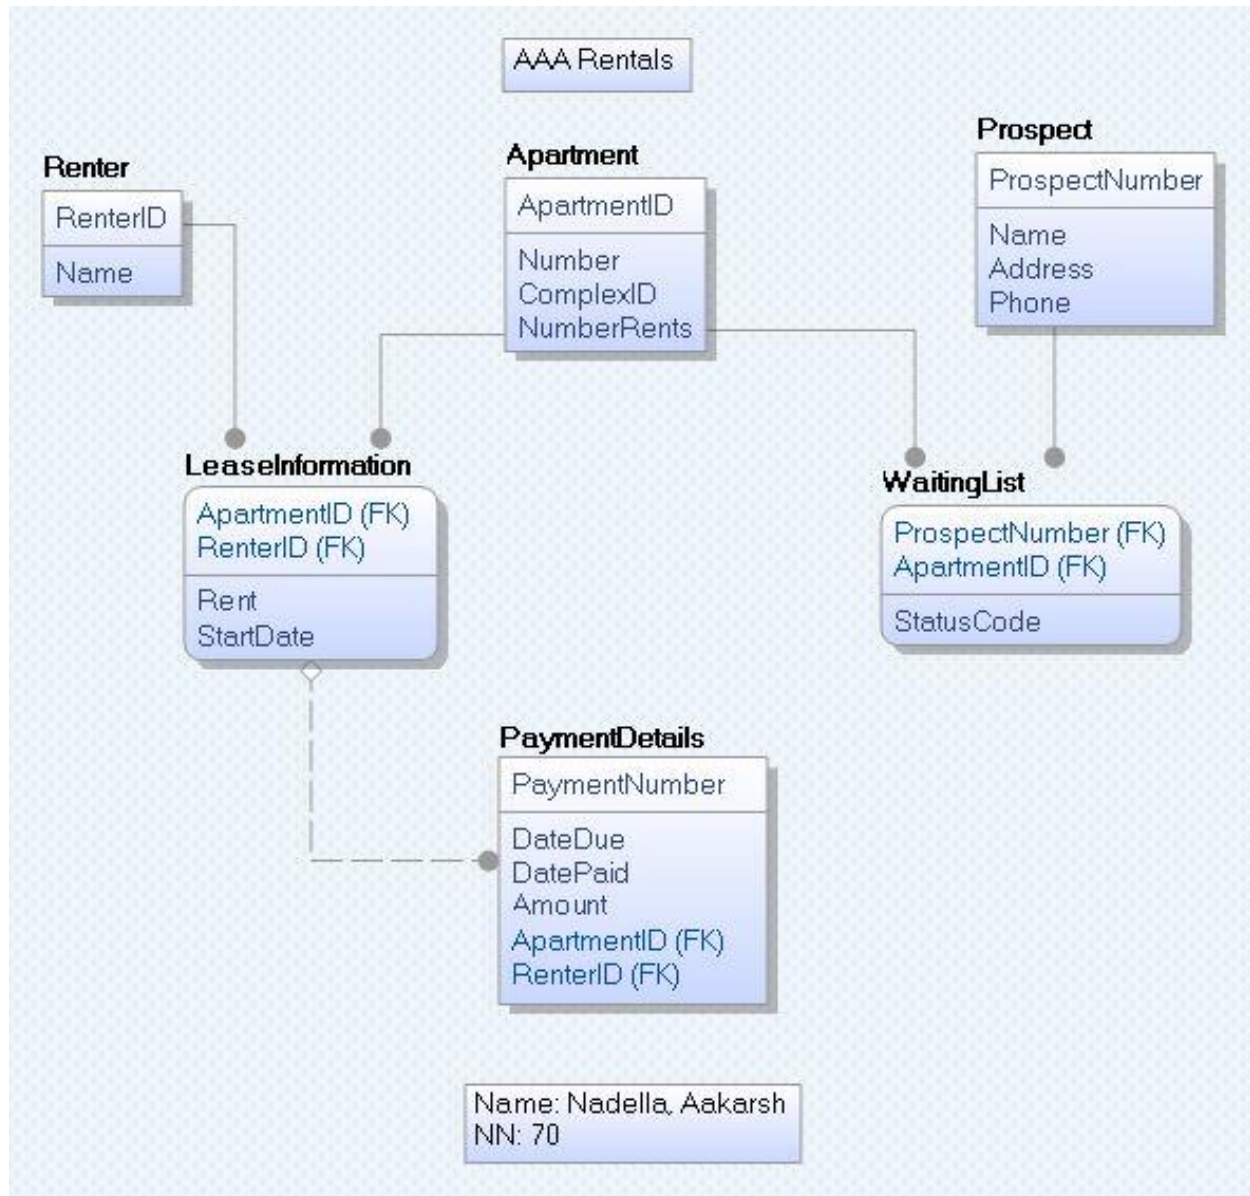 AAA Rentals
Renter
RenterID
Name
Apartment
ApartmentID
Number
ComplexID
NumberRents
Prospect
ProspectNumber
Name
Address
Phone
LeaseInformation
ApartmentID (FK)
RenterID (FK)
Rent
StartDate
WaitingList
ProspectNumber (FK)
ApartmentID (FK)
StatusCode
PaymentDetails
PaymentNumber
DateDue
DatePaid
Amount
ApartmentID (FK)
RenterID (FK)
Name: Nadella, Aakarsh
NN: 70